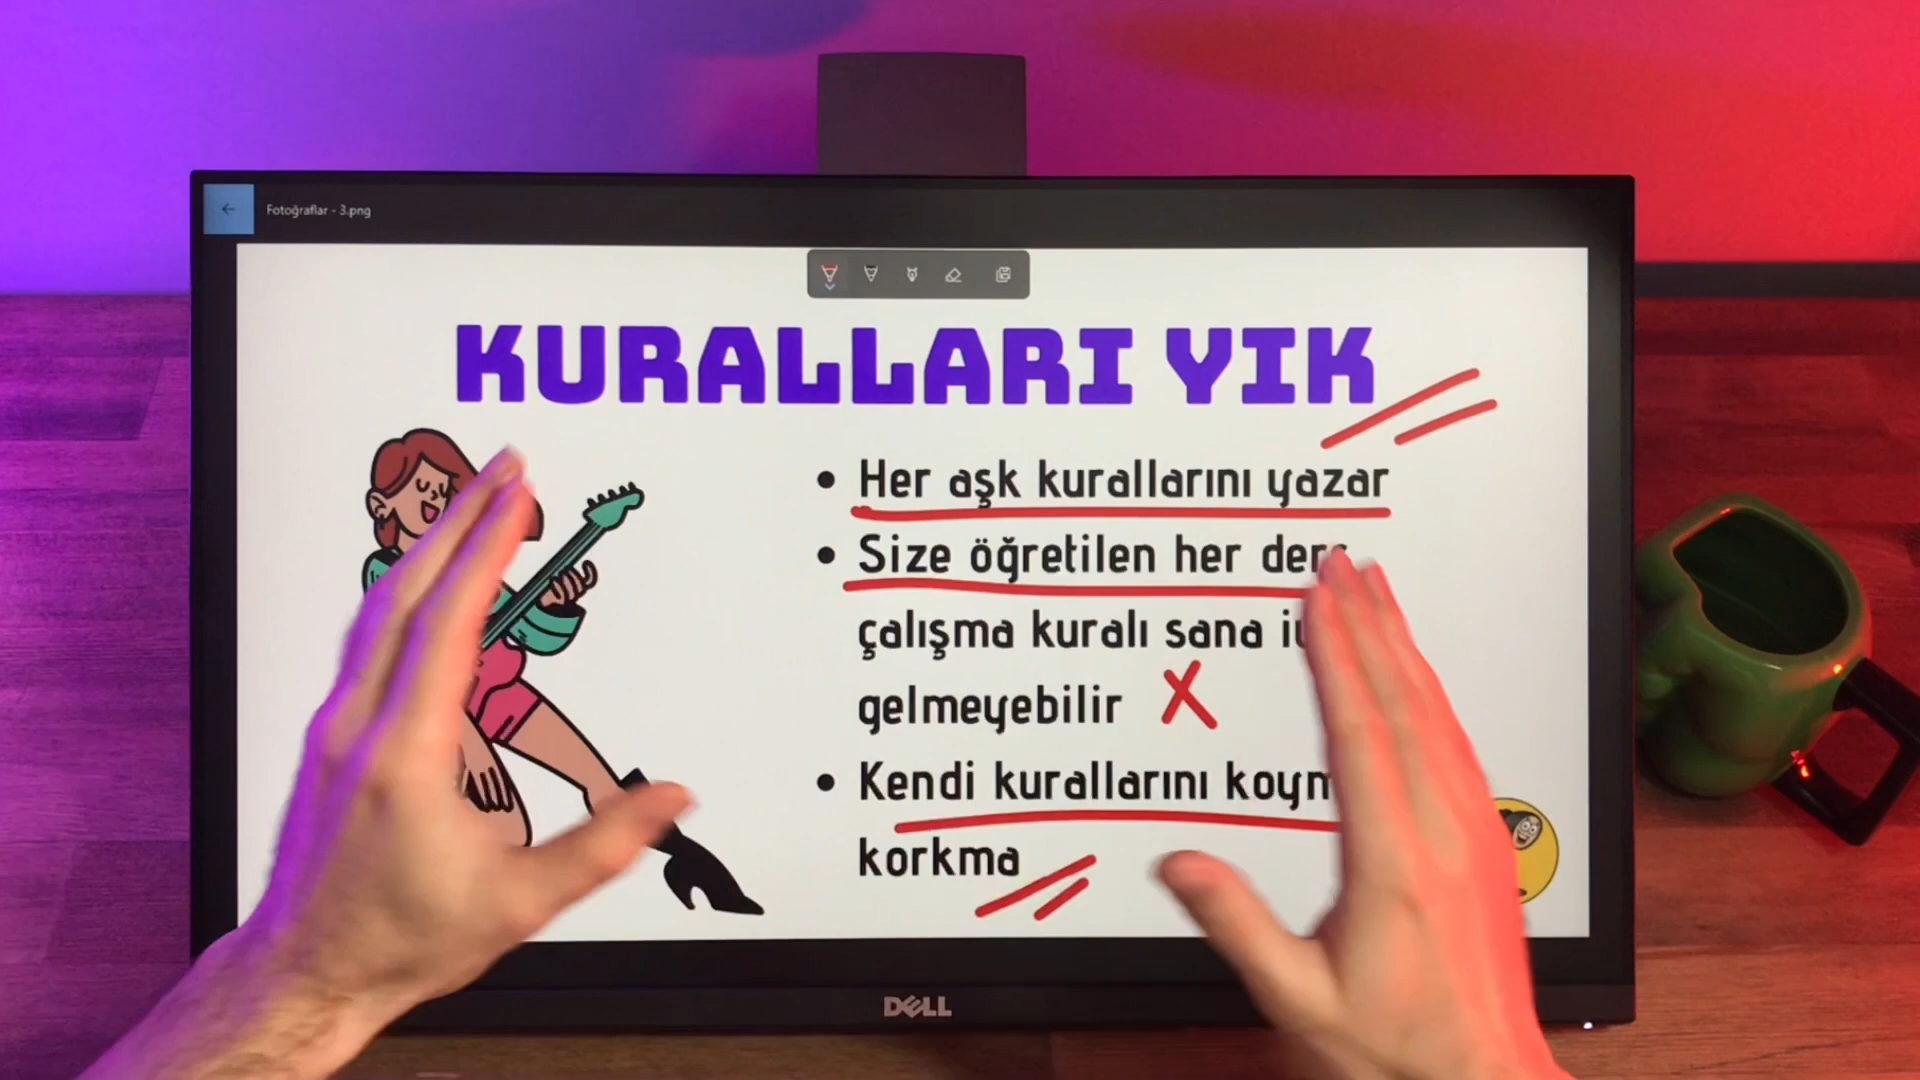 Fotoğraflar - 3.png
KURALLARI YIK
• Her aşk kurallarını yazar
• Size öğretilen her ders
çalışma kuralı sana
gelmeyebilir
• Kendi kurallarını
korkma
DELL